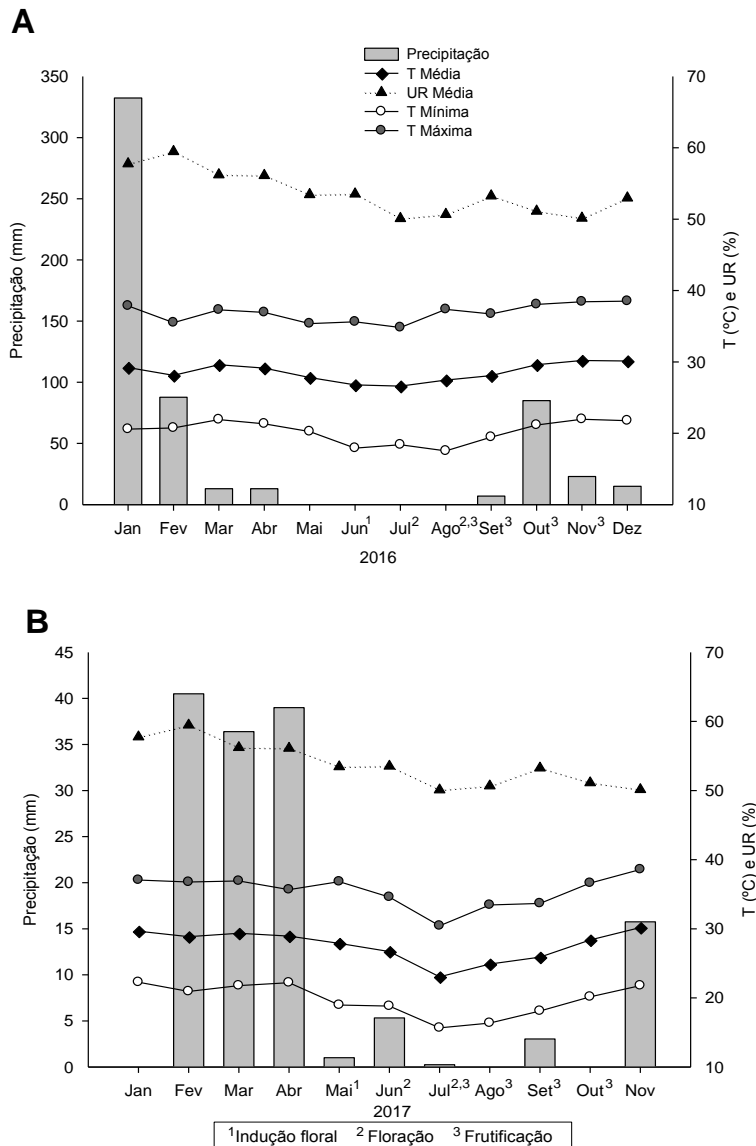 A
Precipitação
T Média
UR Média
T Mínima
T Máxima
350
300
250
200
150
100
50
0
Precipitação (mm)
70
60
50
40
30
20
10
T (ºC) e UR (%)
Jan Fev Mar Abr Mai Jun¹ Jul² Ago²,³ Set³ Out³ Nov³ Dez
2016
B
45
40
35
30
25
20
15
10
5
0
Precipitação (mm)
70
60
50
40
30
20
10
T (ºC) e UR (%)
Jan Fev Mar Abr Mai¹ Jun² Jul²,³ Ago³ Set³ Out³ Nov
2017
¹Indução floral ² Floração ³ Frutificação